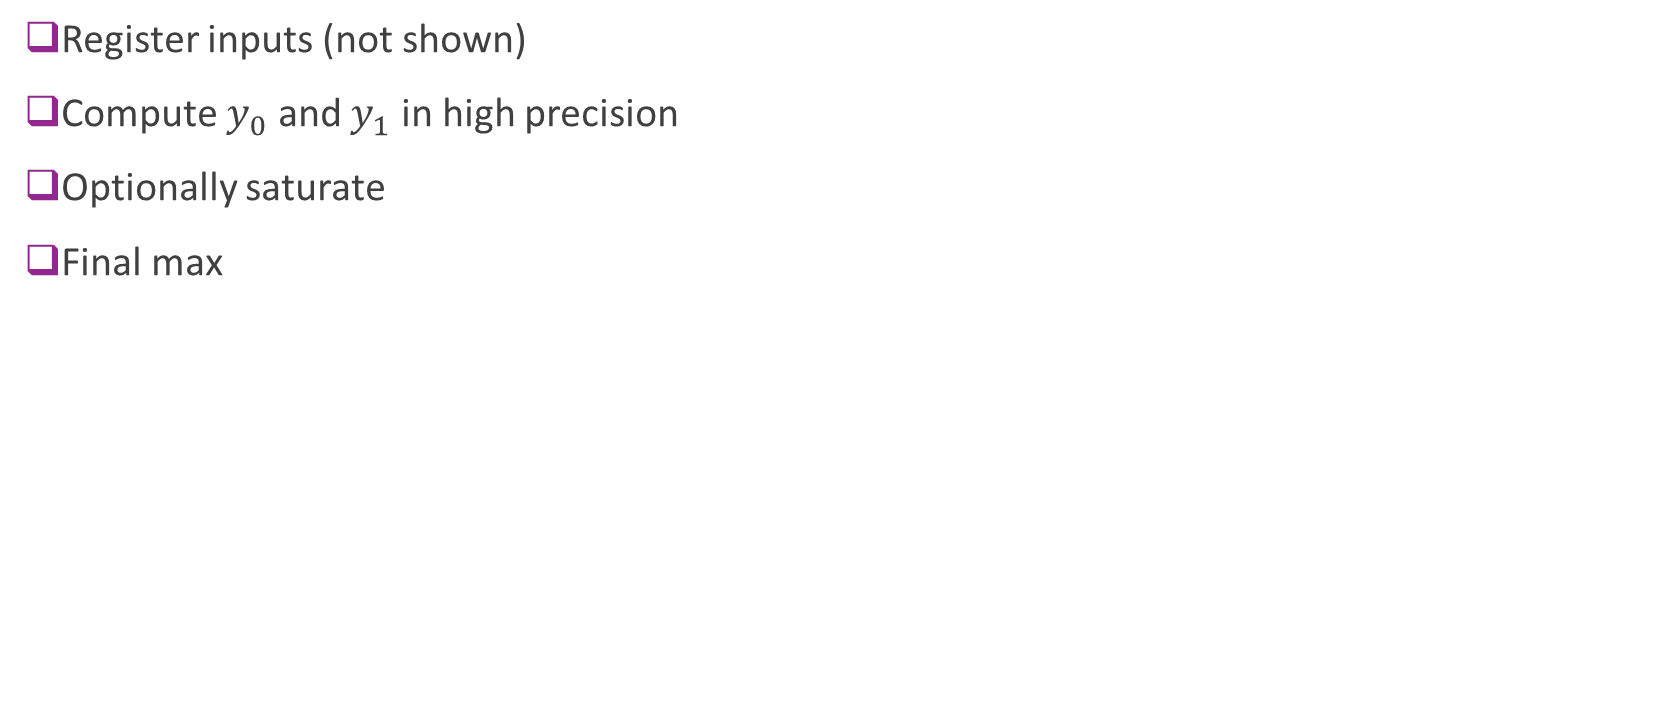 ❑Register inputs (not shown)
❑Compute y₀ and y₁ in high precision
❑Optionally saturate
❑Final max